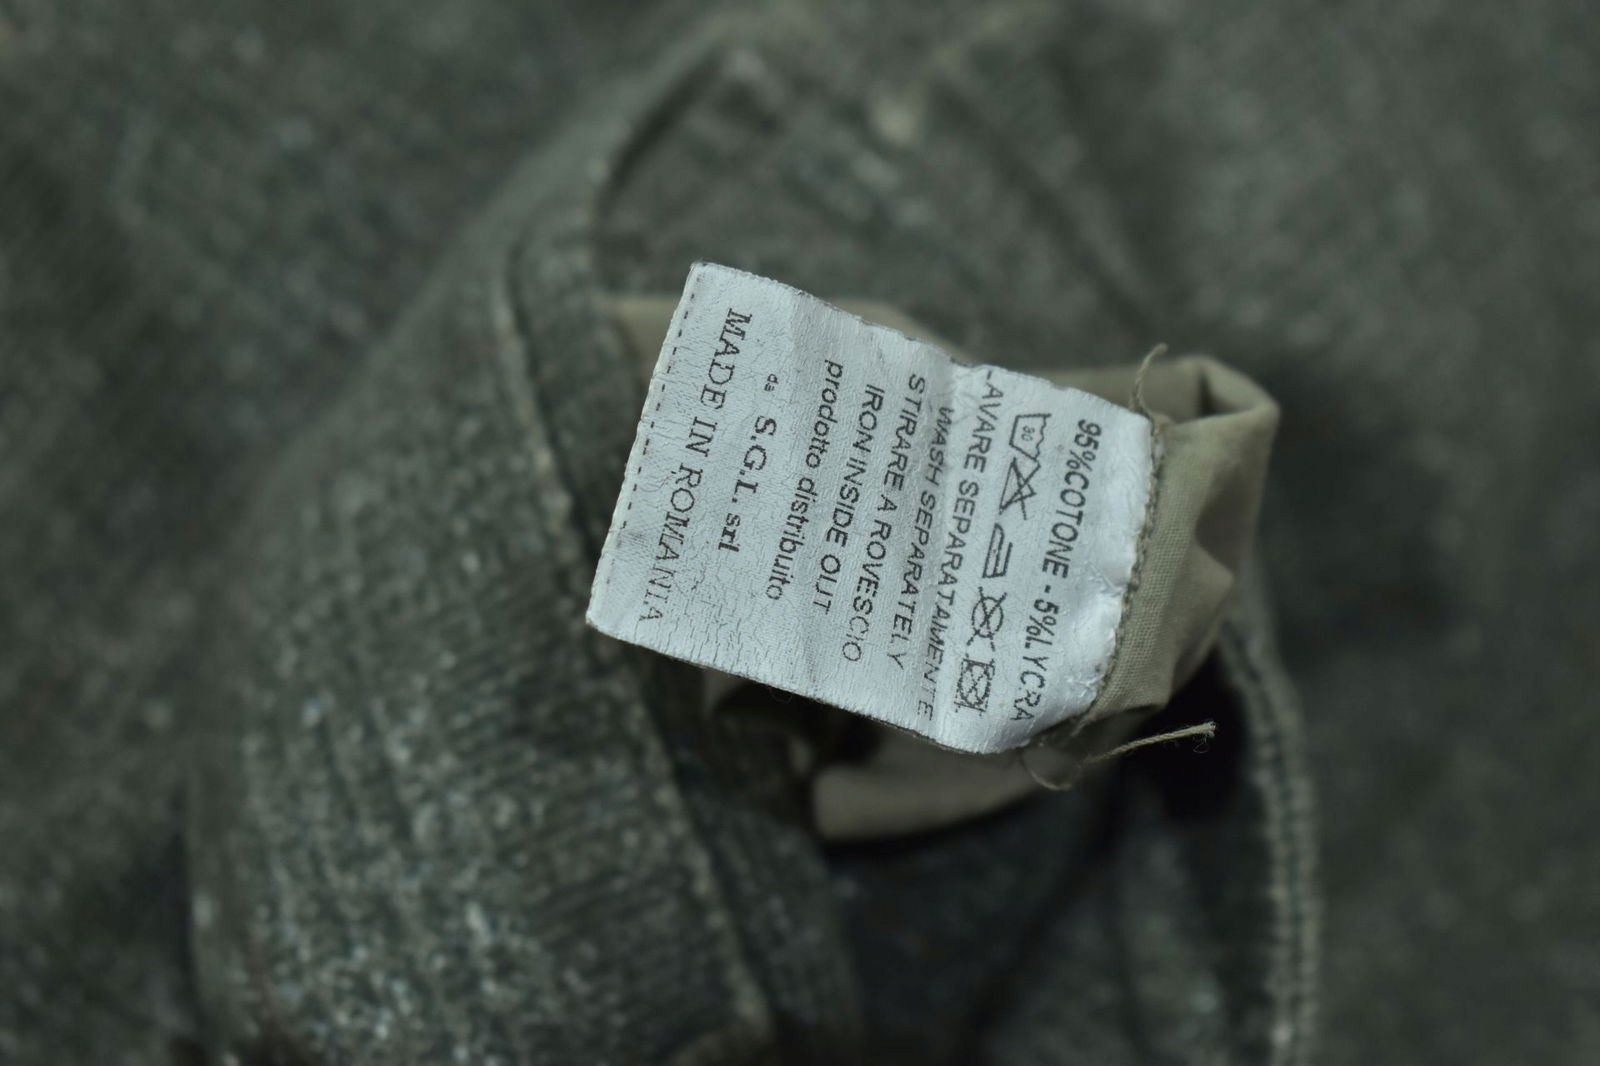 95%COTONE - 5%LYCRA
30
LAVARE SEPARATAMENTE
WASH SEPARATELY
STIRARE A ROVESCIO
IRON INSIDE OUT
prodotto distribuito
da S.G.I. srl
MADE IN ROMANIA